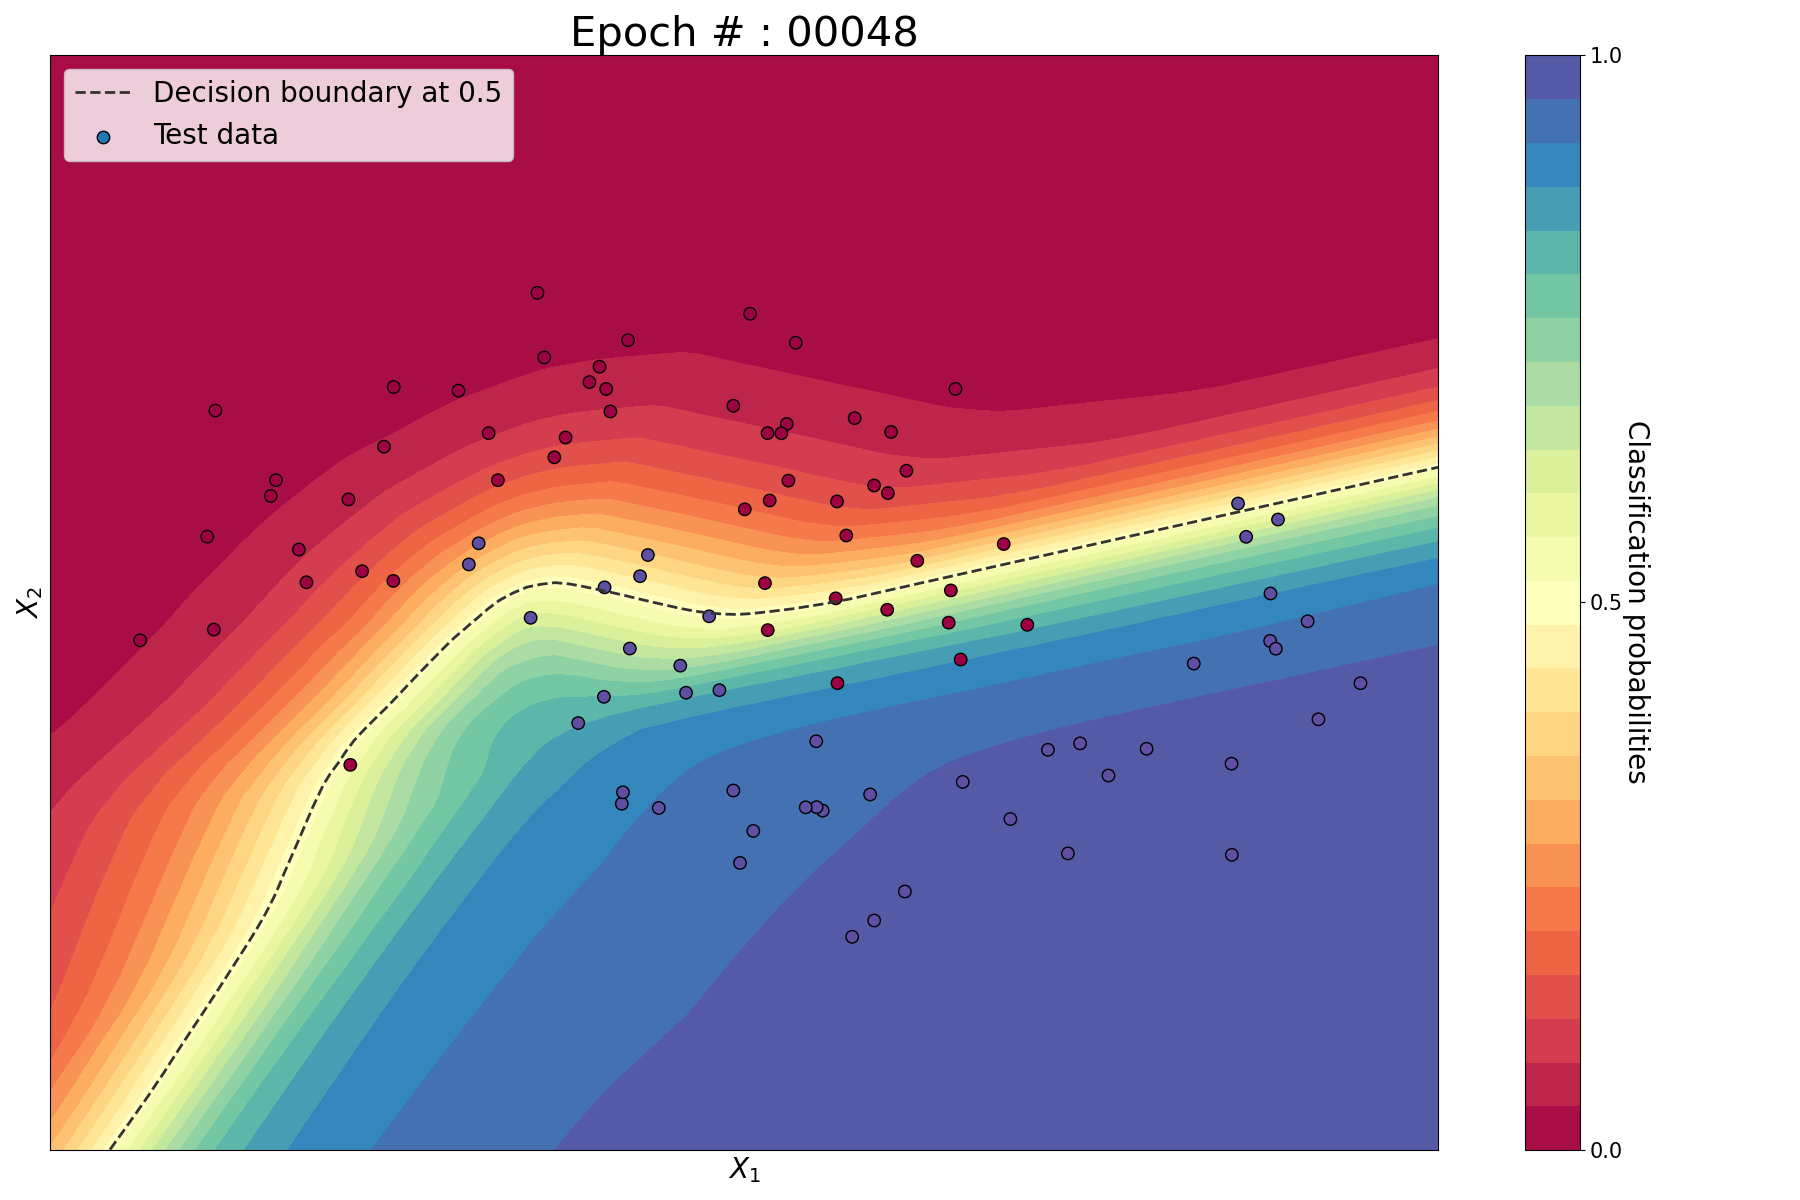 Epoch # : 00048
Decision boundary at 0.5
Test data
X₂
X₁
1.0
0.5
0.0
Classification probabilities